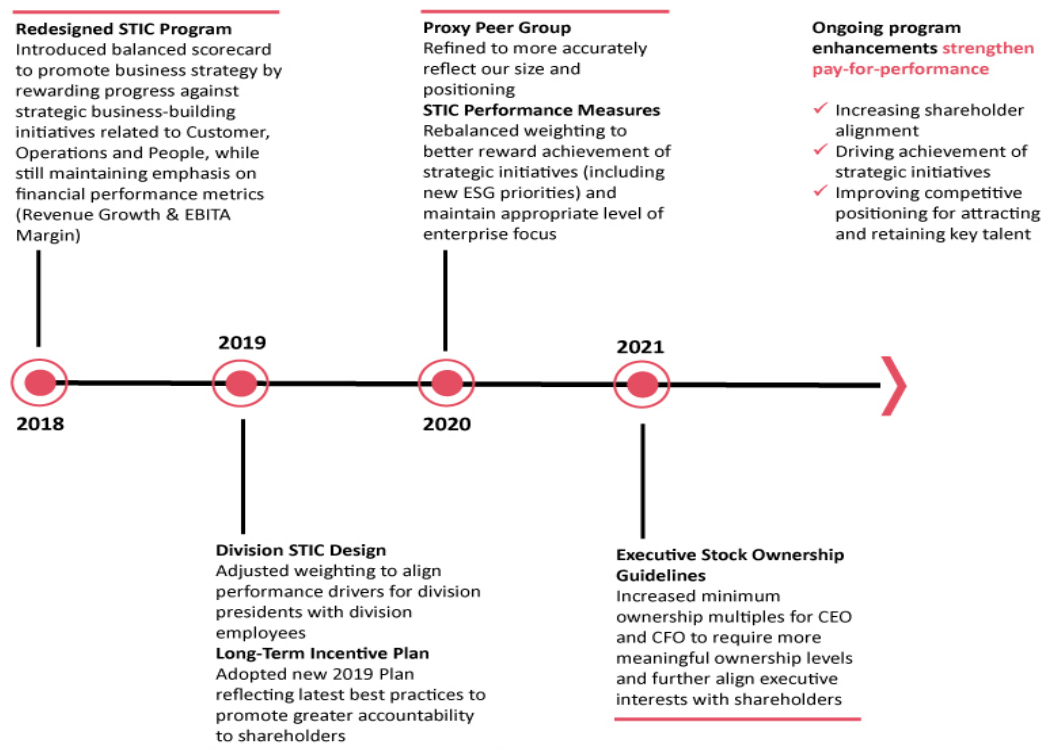 Redesigned STIC Program
Introduced balanced scorecard
to promote business strategy by
rewarding progress against
strategic business-building
initiatives related to Customer,
Operations and People, while
still maintaining emphasis on
financial performance metrics
(Revenue Growth & EBITA
Margin)
Proxy Peer Group
Refined to more accurately
reflect our size and
positioning
STIC Performance Measures
Rebalanced weighting to
better reward achievement of
strategic initiatives (including
new ESG priorities) and
maintain appropriate level of
enterprise focus
Ongoing program
enhancements strengthen
pay-for-performance
✓ Increasing shareholder
alignment
✓ Driving achievement of
strategic initiatives
✓ Improving competitive
positioning for attracting
and retaining key talent
2018
2019
2020
2021
Division STIC Design
Adjusted weighting to align
performance drivers for division
presidents with division
employees
Long-Term Incentive Plan
Adopted new 2019 Plan
reflecting latest best practices to
promote greater accountability
to shareholders
Executive Stock Ownership
Guidelines
Increased minimum
ownership multiples for CEO
and CFO to require more
meaningful ownership levels
and further align executive
interests with shareholders